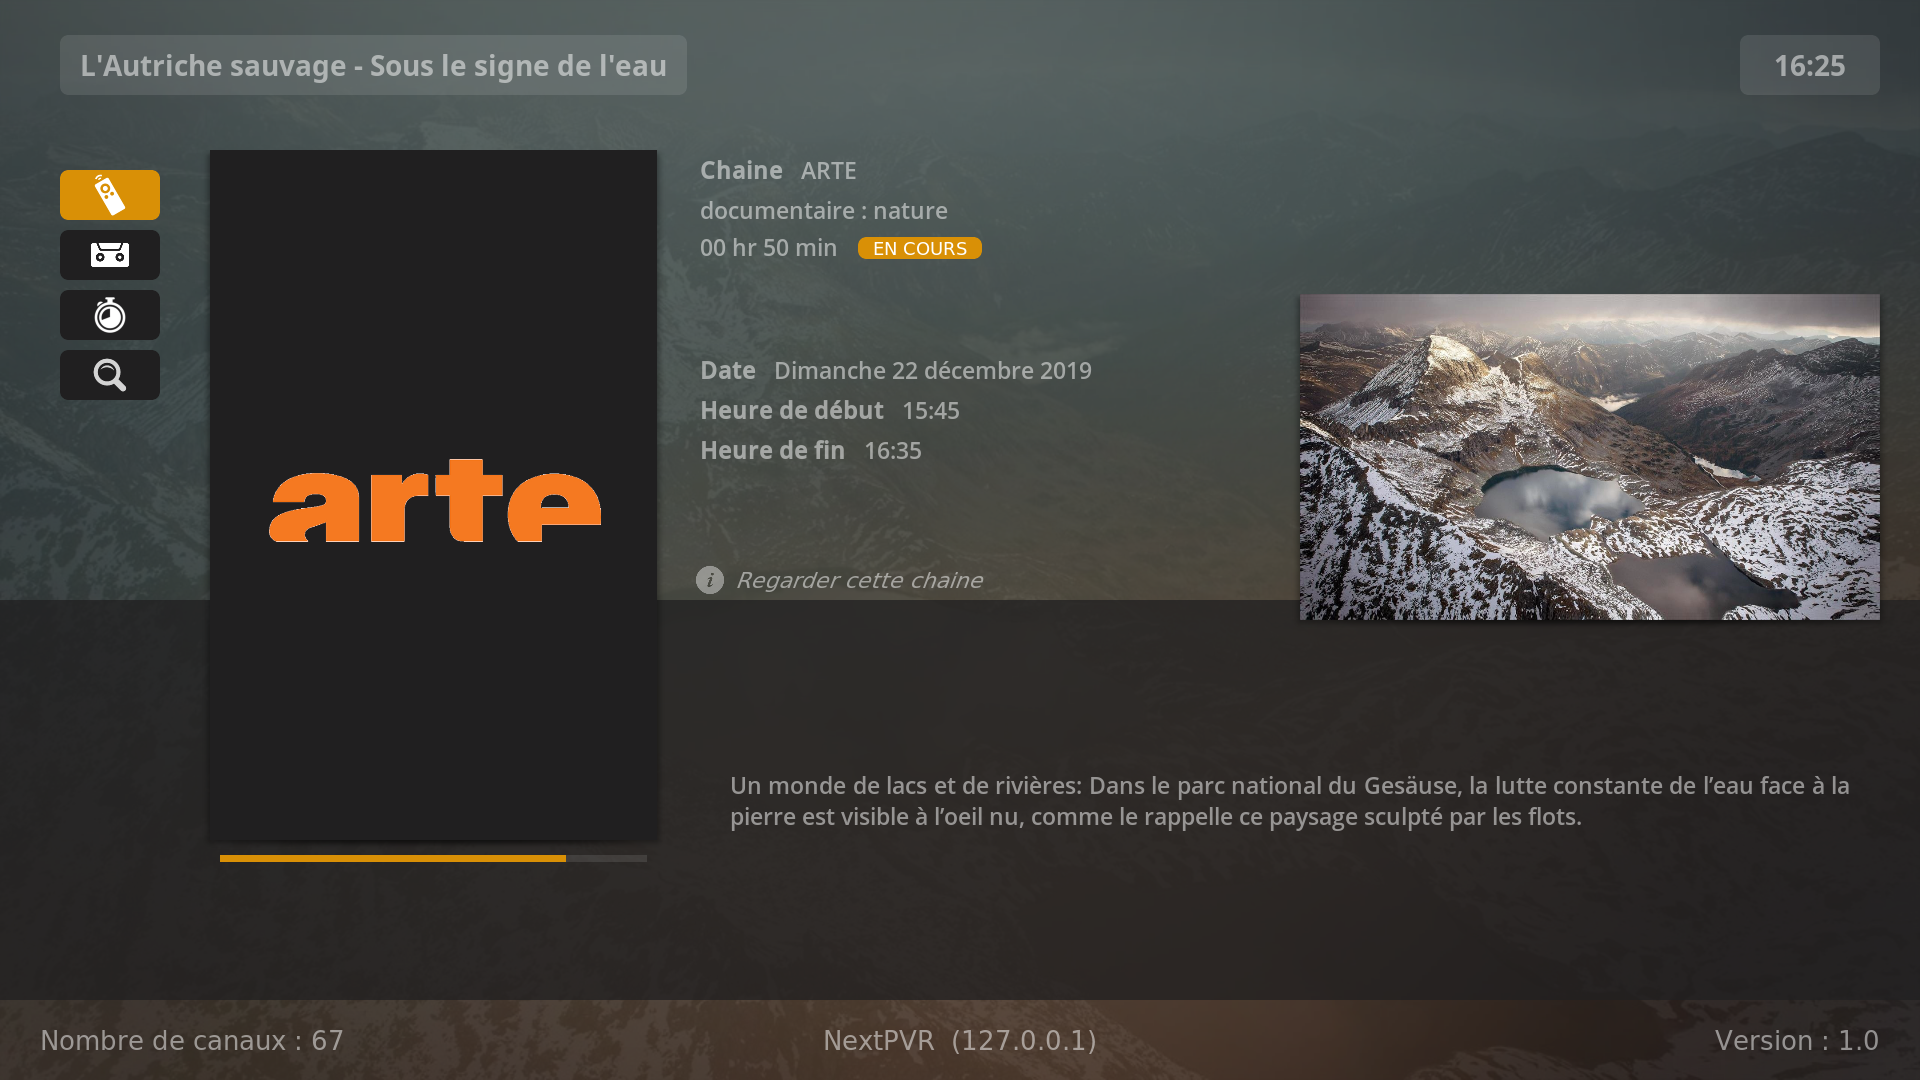 L'Autriche sauvage - Sous le signe de l'eau
16:25
Chaine ARTE
documentaire : nature
00 hr 50 min EN COURS
Date Dimanche 22 décembre 2019
Heure de début 15:45
Heure de fin 16:35
arte
i Regarder cette chaine
Un monde de lacs et de rivières: Dans le parc national du Gesäuse, la lutte constante de l’eau face à la
pierre est visible à l’oeil nu, comme le rappelle ce paysage sculpté par les flots.
Nombre de canaux : 67
NextPVR (127.0.0.1)
Version : 1.0